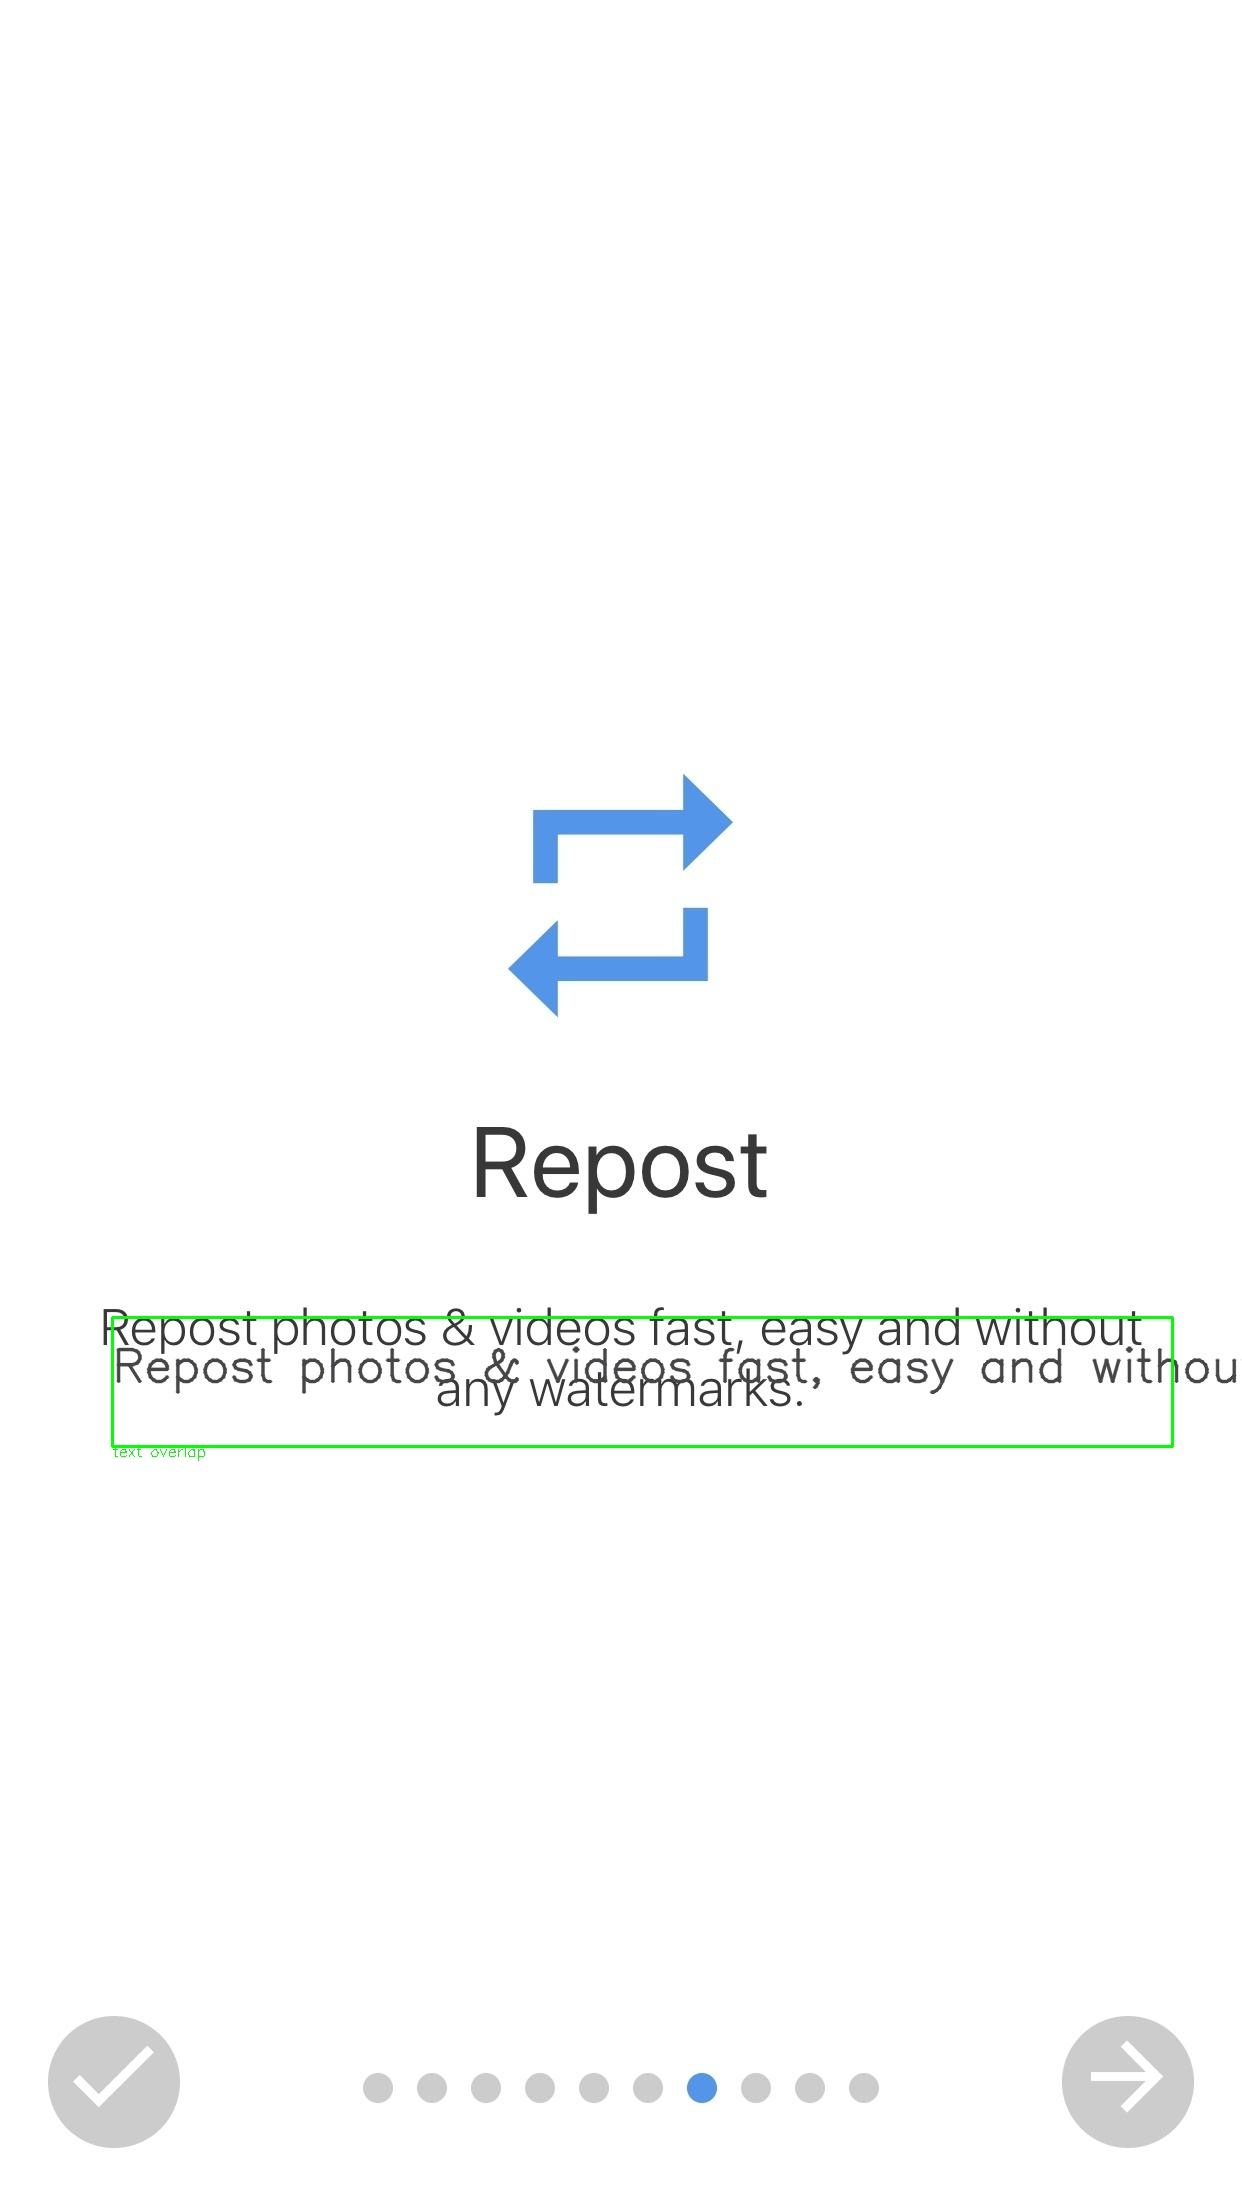 Repost
Repost photos & videos fast, easy and without
Repost photos & videos fast, easy and withou
any watermarks.
text overlap